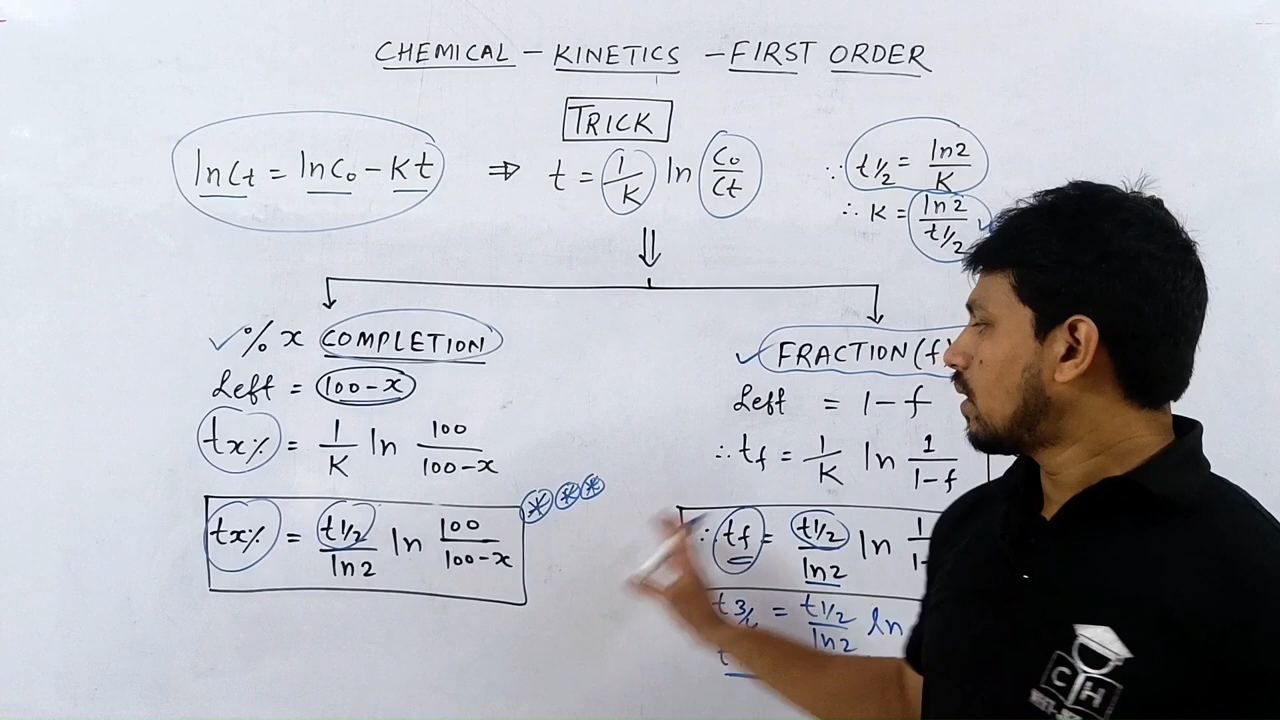 CHEMICAL - KINETICS - FIRST ORDER
TRICK
ln Ct = ln C₀ - Kt ⇒ t = 1/K ln C₀/Ct
∵ t1/2 = ln2/K
∴ K = ln2/t1/2
% x COMPLETION
Left = 100-x
tx% = 1/K ln 100/100-x
tx% = t1/2/ln2 ln 100/100-x
FRACTION(f)
Left = 1-f
∴ tf = 1/K ln 1/1-f
∵ tf = t1/2/ln2 ln
= t1/2/ln2 ln
C H